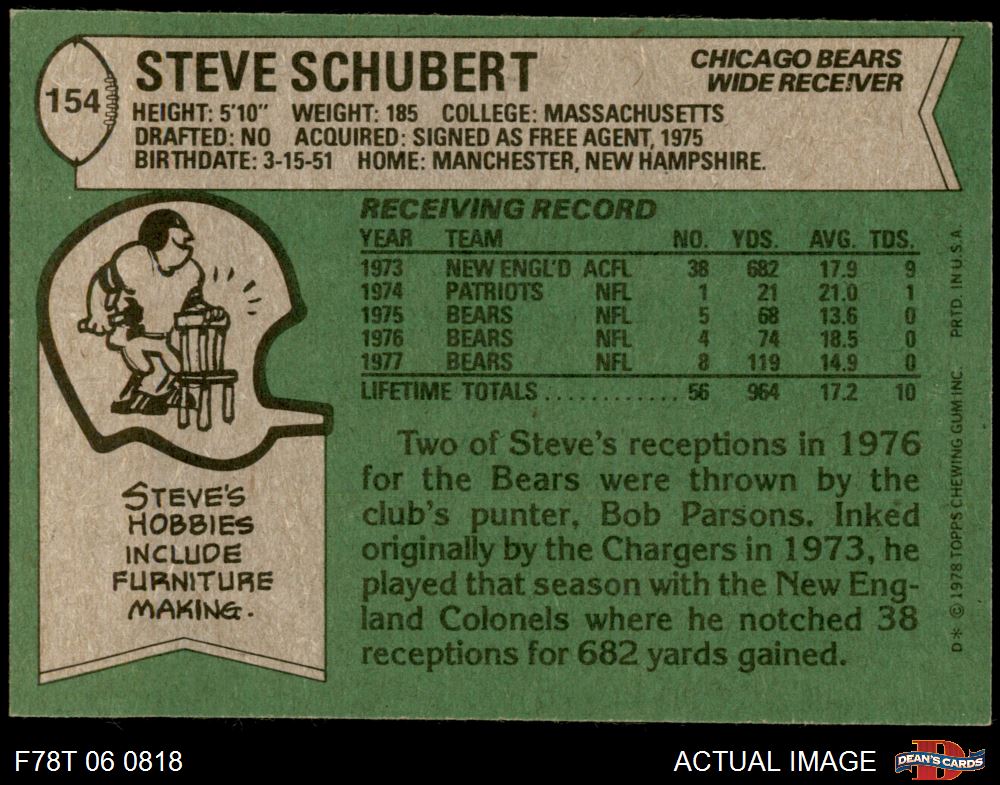 154
STEVE SCHUBERT
CHICAGO BEARS
WIDE RECEIVER
HEIGHT: 5'10" WEIGHT: 185 COLLEGE: MASSACHUSETTS
DRAFTED: NO ACQUIRED: SIGNED AS FREE AGENT, 1975
BIRTHDATE: 3-15-51 HOME: MANCHESTER, NEW HAMPSHIRE.
RECEIVING RECORD
YEAR TEAM NO. YDS. AVG. TDS.
1973 NEW ENGL'D ACFL 38 682 17.9 9
1974 PATRIOTS NFL 1 21 21.0 1
1975 BEARS NFL 5 68 13.6 0
1976 BEARS NFL 4 74 18.5 0
1977 BEARS NFL 8 119 14.9 0
LIFETIME TOTALS ............ 56 964 17.2 10
Two of Steve's receptions in 1976
for the Bears were thrown by the
club's punter, Bob Parsons. Inked
originally by the Chargers in 1973, he
played that season with the New Eng-
land Colonels where he notched 38
receptions for 682 yards gained.
STEVE'S
HOBBIES
INCLUDE
FURNITURE
MAKING.
D* © 1978 TOPPS CHEWING GUM INC. PRTD. IN U.S.A.
F78T 06 0818
ACTUAL IMAGE
D
DEAN'S CARDS